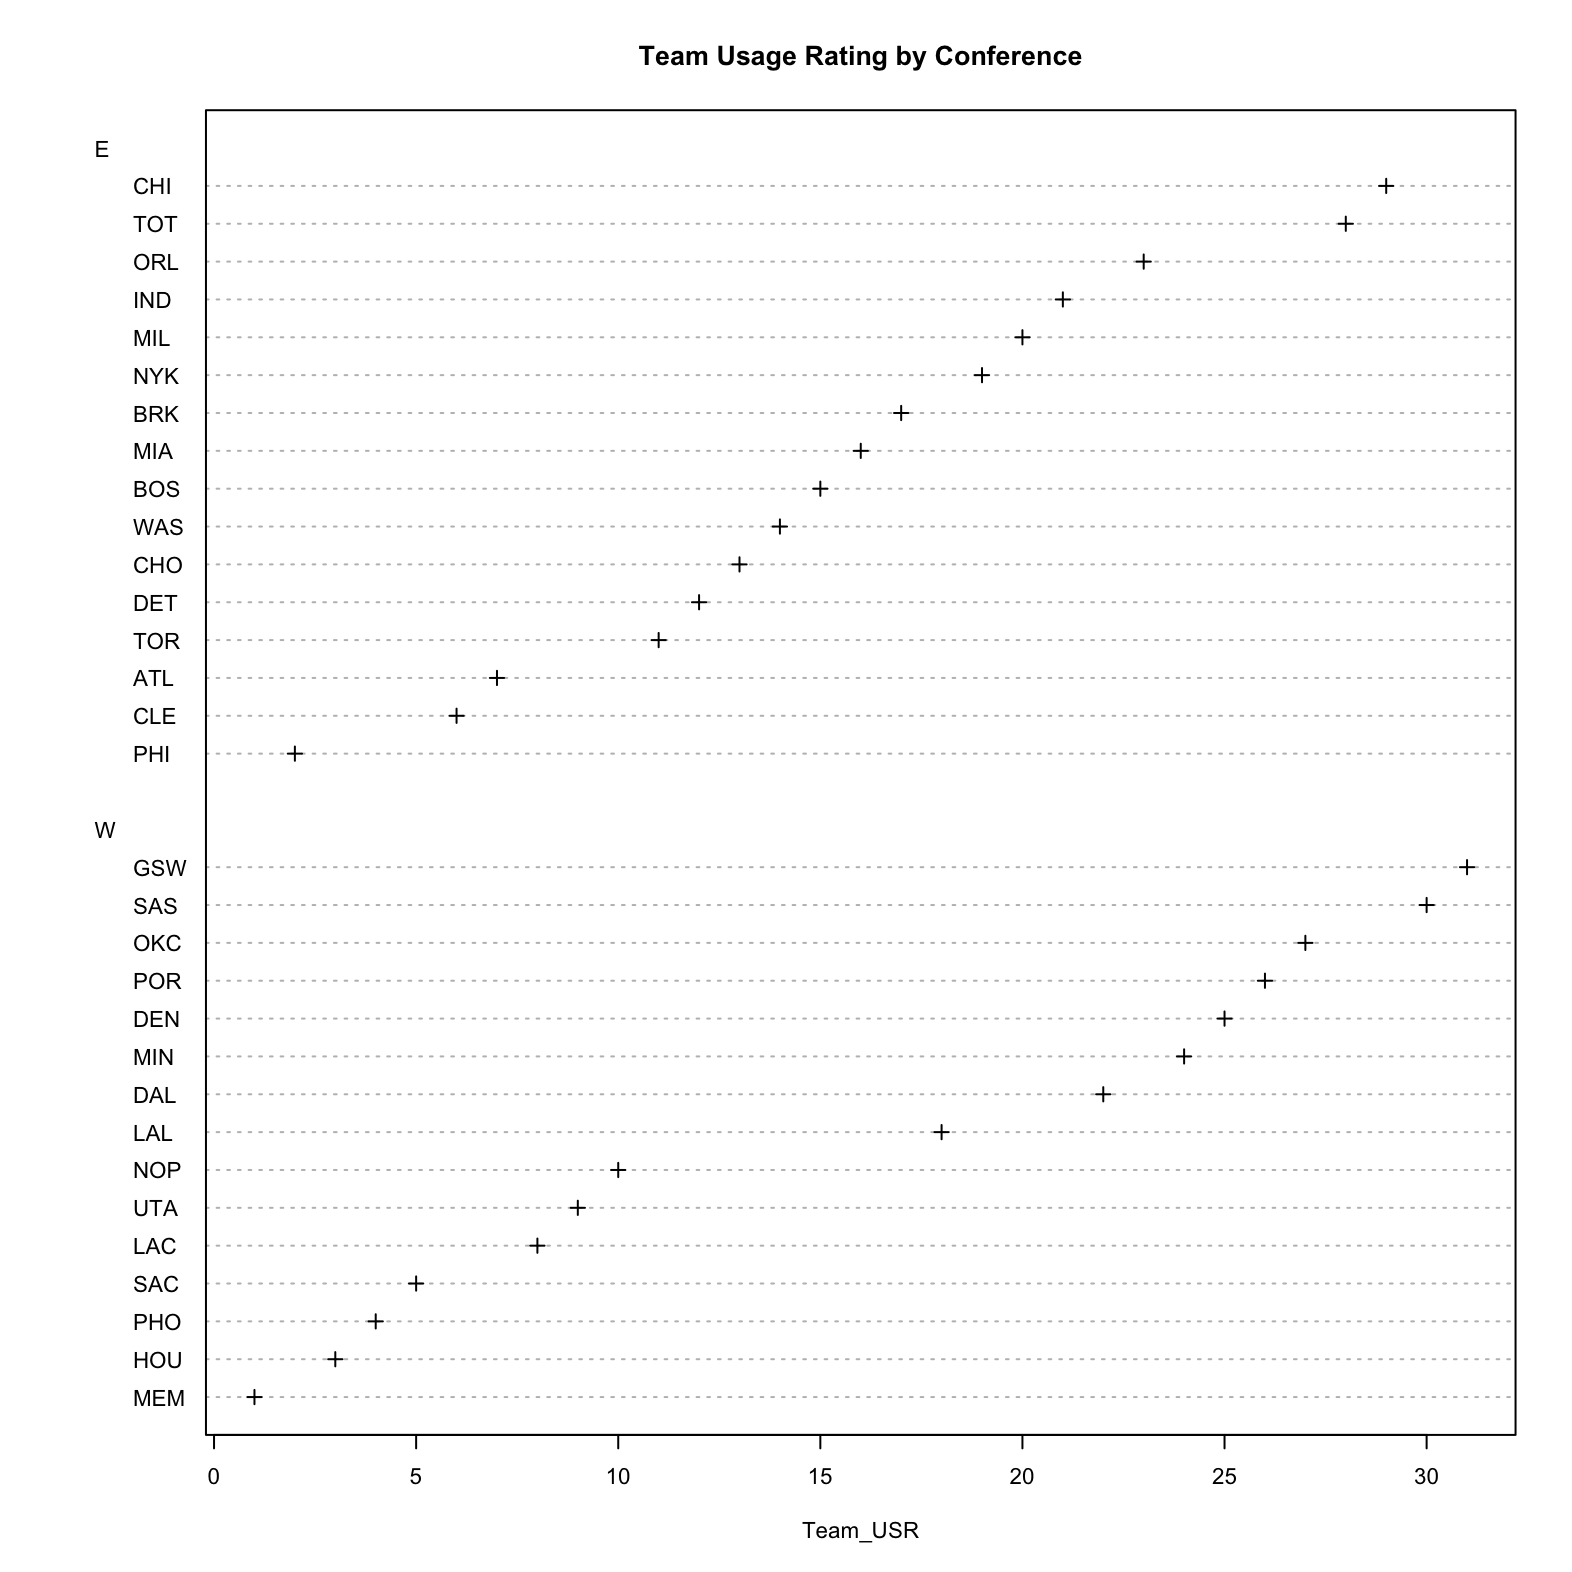 Team Usage Rating by Conference
E
CHI
TOT
ORL
IND
MIL
NYK
BRK
MIA
BOS
WAS
CHO
DET
TOR
ATL
CLE
PHI
W
GSW
SAS
OKC
POR
DEN
MIN
DAL
LAL
NOP
UTA
LAC
SAC
PHO
HOU
MEM
0 5 10 15 20 25 30
Team_USR